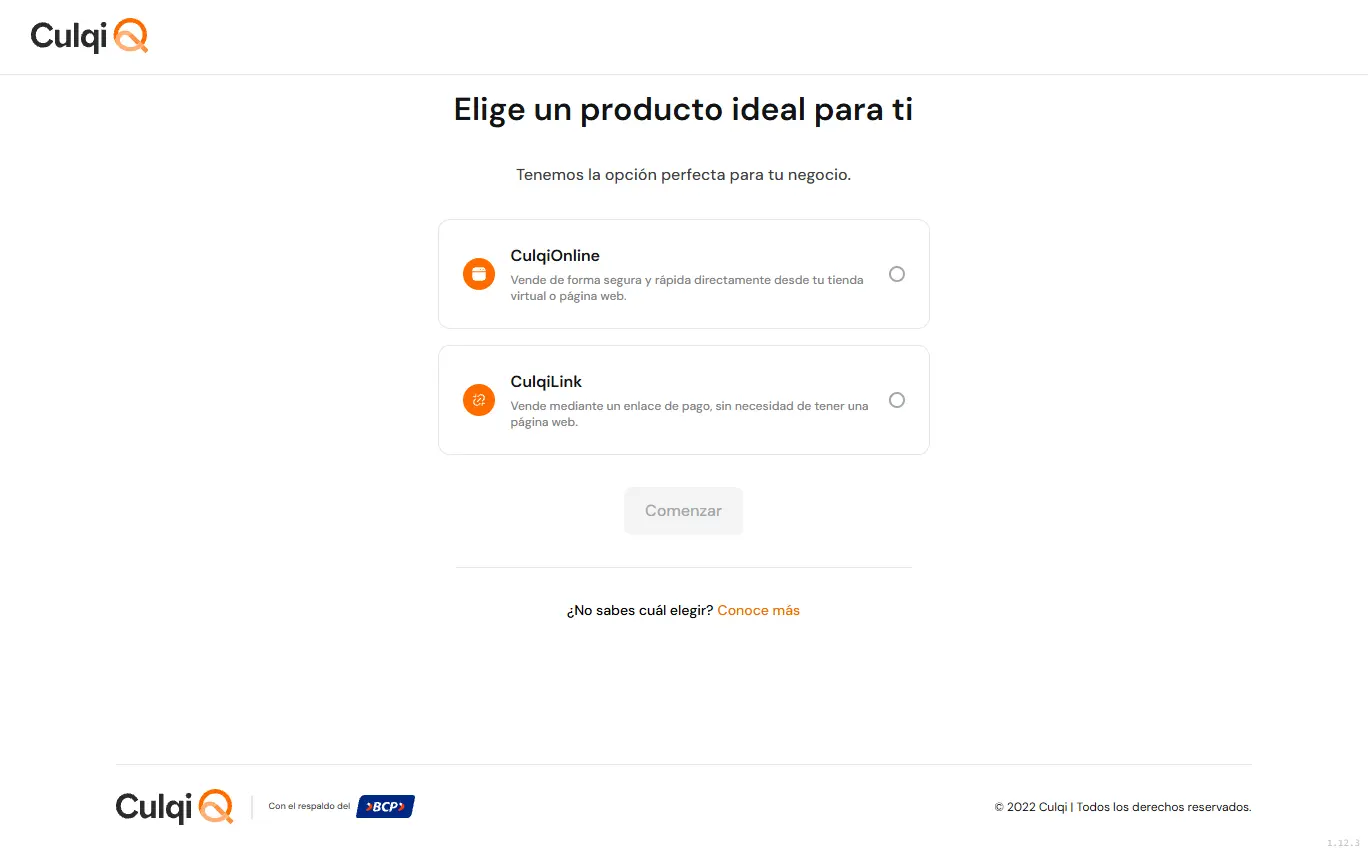 Culqi
Elige un producto ideal para ti
Tenemos la opción perfecta para tu negocio.
CulqiOnline
Vende de forma segura y rápida directamente desde tu tienda
virtual o página web.
CulqiLink
Vende mediante un enlace de pago, sin necesidad de tener una
página web.
Comenzar
¿No sabes cuál elegir? Conoce más
Culqi
Con el respaldo del BCP
© 2022 Culqi | Todos los derechos reservados.
1.12.3